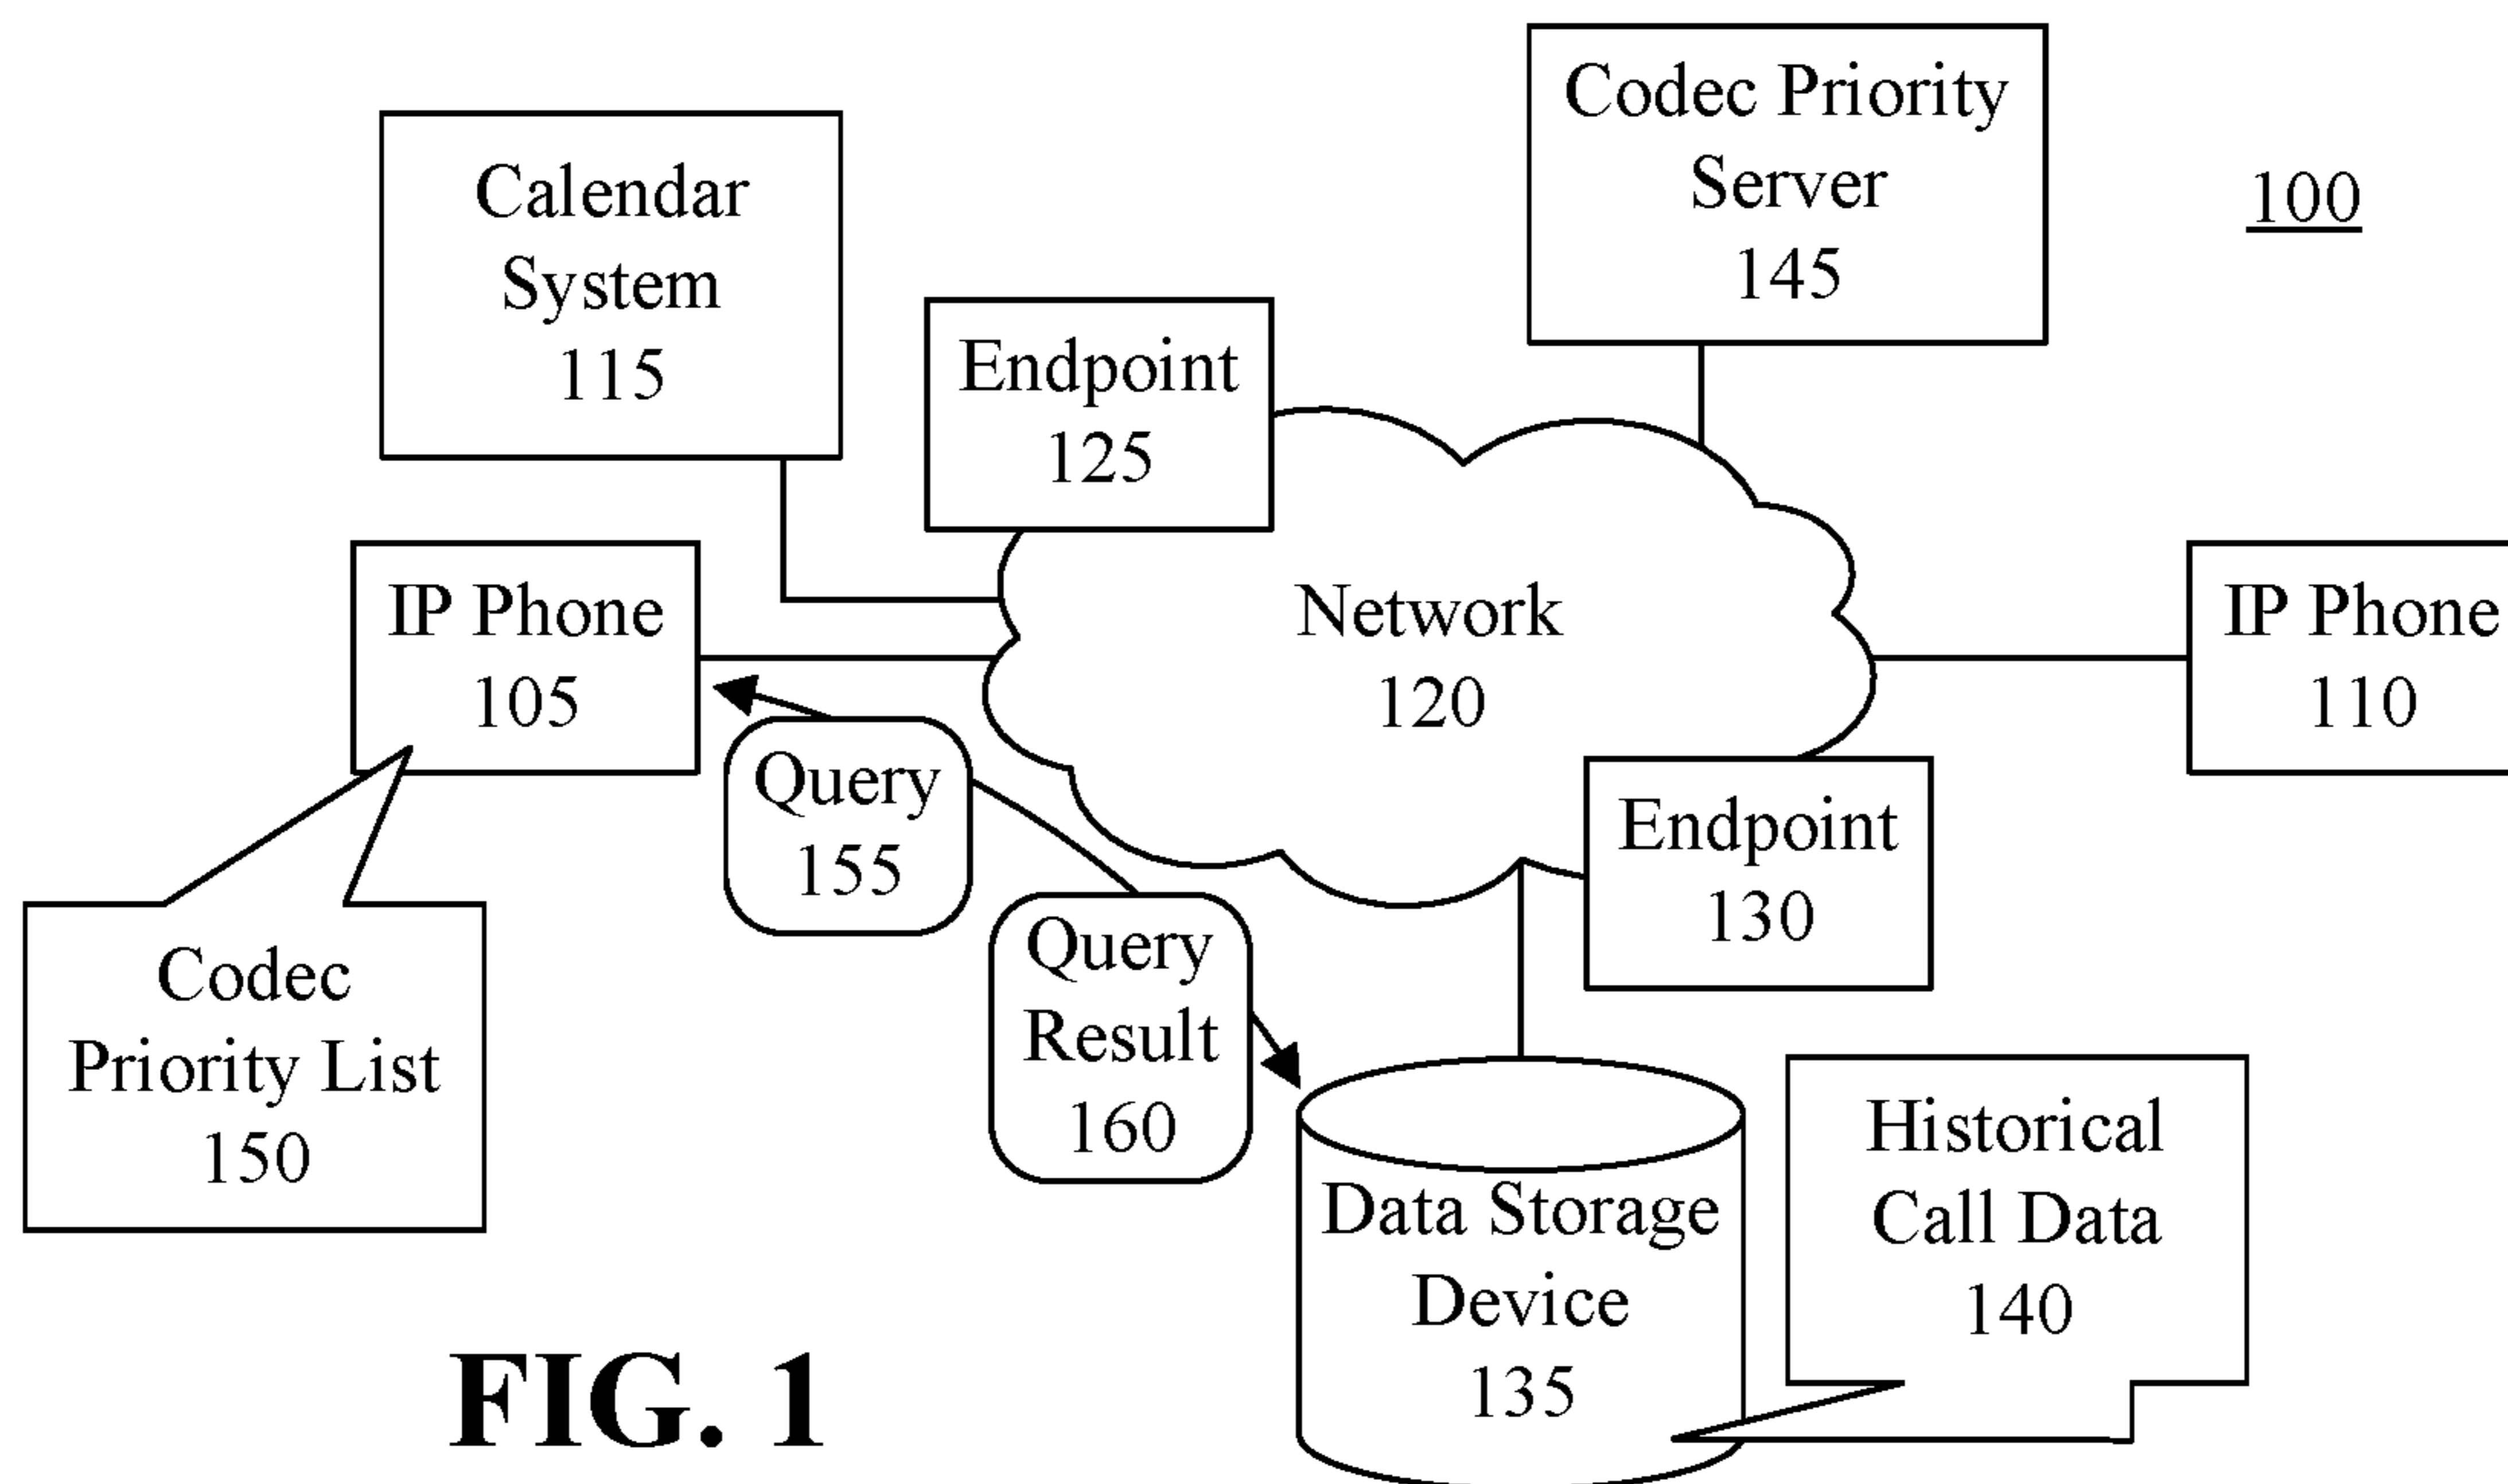 Codec Priority
Server
145
100
Calendar
System
115
Endpoint
125
IP Phone
105
Network
120
IP Phone
110
Query
155
Endpoint
130
Codec
Priority List
150
Query
Result
160
Data Storage
Device
135
Historical
Call Data
140
FIG. 1